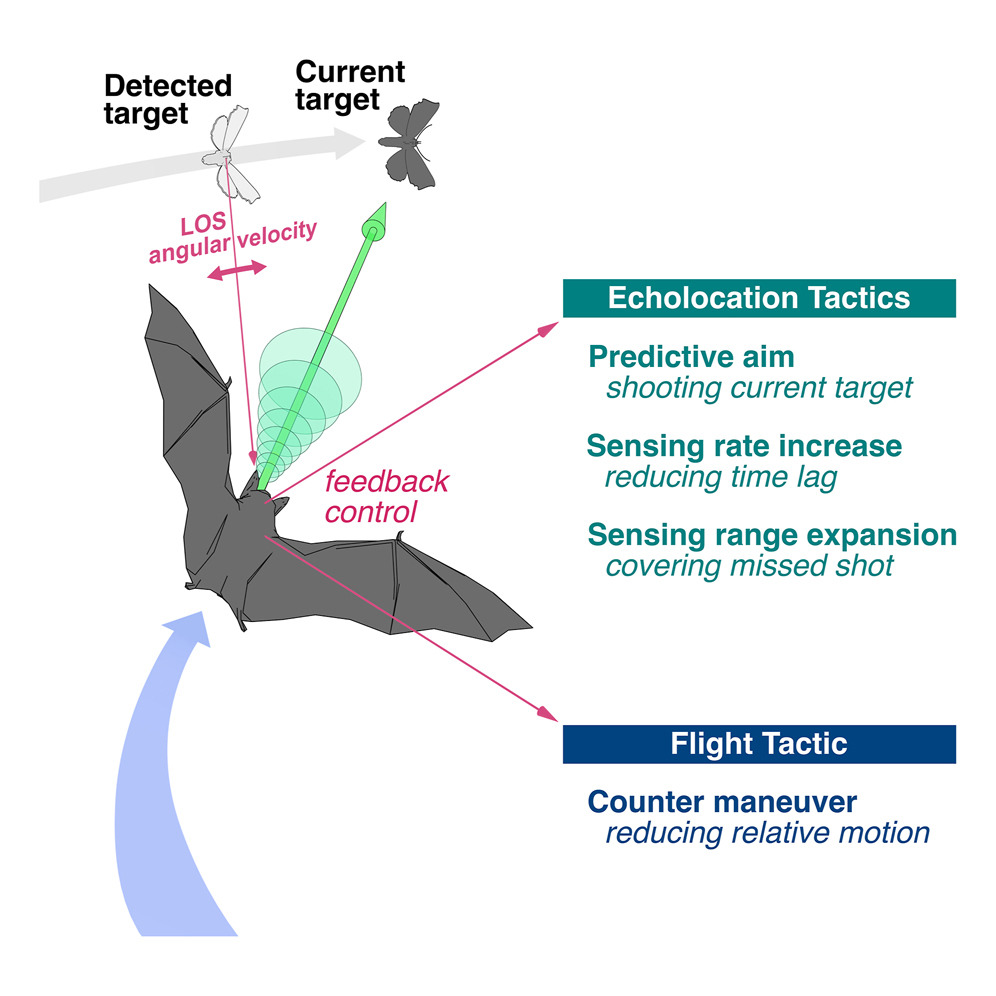 Detected
target
Current
target
LOS
angular velocity
feedback
control
Echolocation Tactics
Predictive aim
shooting current target
Sensing rate increase
reducing time lag
Sensing range expansion
covering missed shot
Flight Tactic
Counter maneuver
reducing relative motion